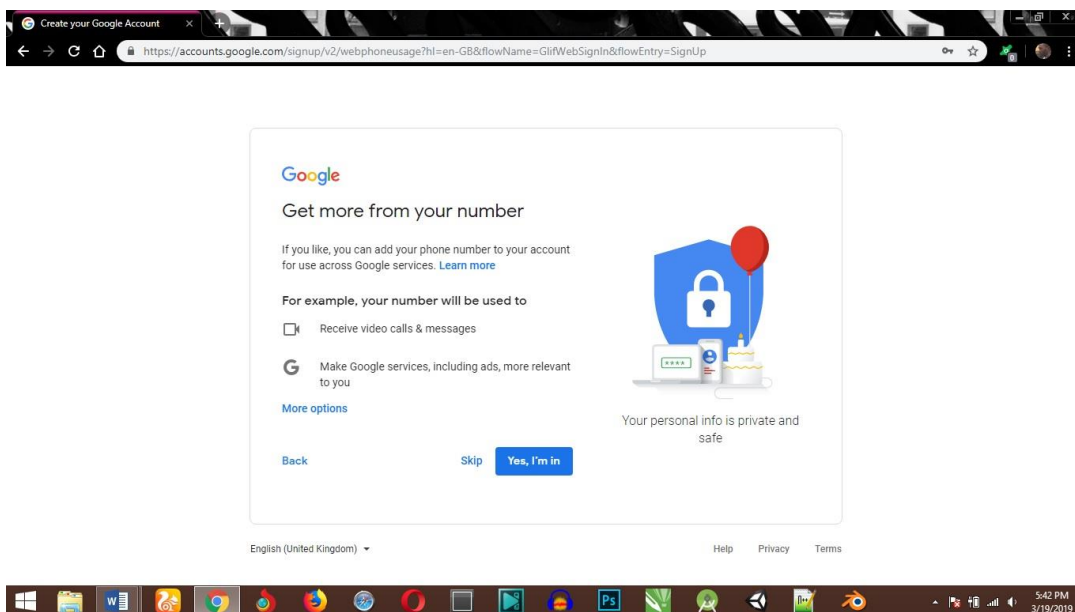 Create your Google Account
https://accounts.google.com/signup/v2/webphoneusage?hl=en-GB&flowName=GlifWebSignIn&flowEntry=SignUp
0
Google
Get more from your number
If you like, you can add your phone number to your account
for use across Google services. Learn more
For example, your number will be used to
Receive video calls & messages
G
Make Google services, including ads, more relevant
to you
More options
Back
Skip
Yes, I'm in
****
Your personal info is private and
safe
English (United Kingdom)
Help
Privacy
Terms
W
Ps
5:42 PM
3/19/2019